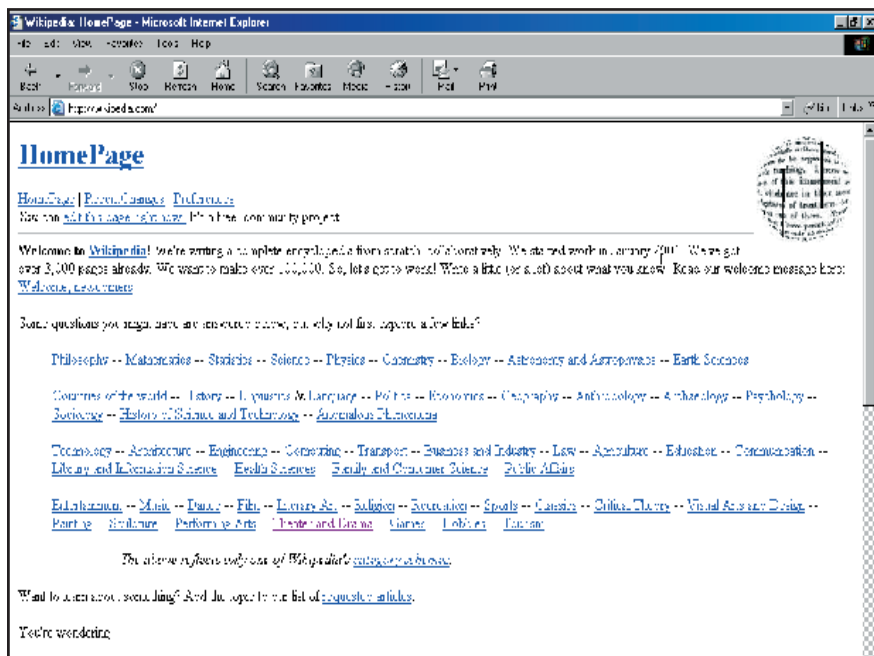 Wikipedia: HomePage - Microsoft Internet Explorer
File Edit View Favorites Tools Help
Back Forward Stop Refresh Home Search Favorites Media History Mail Print
Address http://wikipedia.com/ Links
HomePage
HomePage | RecentChanges | Preferences
You can edit this page right now! It's a free, community project
Welcome to Wikipedia! We're writing a complete encyclopedia from scratch, collaboratively. We started work in January 2001. We've got
over 3,000 pages already. We want to make over 100,000. So, let's get to work! Write a little (or a lot) about what you know. Read our welcome message here:
Welcome, newcomers
Some questions you might have are answered below, but why not first explore a few links?
Philosophy -- Mathematics -- Statistics -- Science -- Physics -- Chemistry -- Biology -- Astronomy and Astrophysics -- Earth Sciences
Countries of the world -- History -- Linguistics & Language -- Politics -- Economics -- Geography -- Anthropology -- Archaeology -- Psychology --
Sociology -- History of Science and Technology -- Anomalous Phenomena
Technology -- Architecture -- Engineering -- Computing -- Transport -- Business and Industry -- Law -- Agriculture -- Education -- Communication --
Library and Information Science Health Sciences Family and Consumer Science Public Affairs
Entertainment -- Music -- Dance -- Film -- Literary Art -- Religion -- Recreation -- Sports -- Classics -- Critical Theory -- Visual Arts and Design --
Painting Sculpture Performing Arts Theater and Drama Games Hobbies Tourism
The above reflects only one of Wikipedia's category schemes.
Want to learn about something? Add the topic to our list of requested articles.
You're wondering